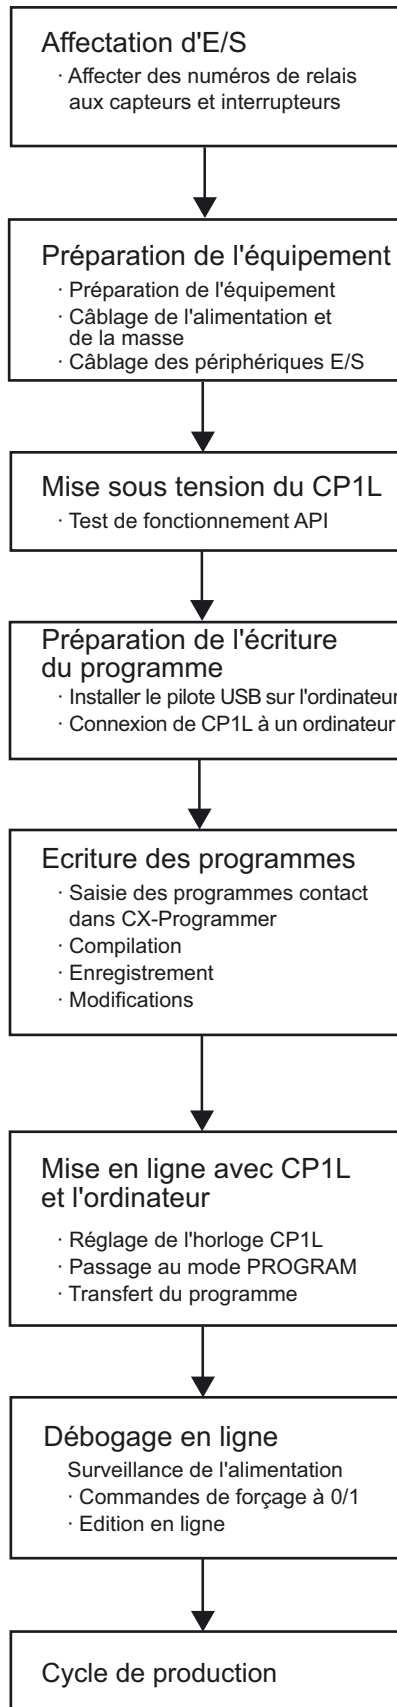 Affectation d'E/S
· Affecter des numéros de relais
aux capteurs et interrupteurs
Préparation de l'équipement
· Préparation de l'équipement
· Câblage de l'alimentation et
de la masse
· Câblage des périphériques E/S
Mise sous tension du CP1L
· Test de fonctionnement API
Préparation de l'écriture
du programme
· Installer le pilote USB sur l'ordinateur
· Connexion de CP1L à un ordinateur
Ecriture des programmes
· Saisie des programmes contact
dans CX-Programmer
· Compilation
· Enregistrement
· Modifications
Mise en ligne avec CP1L
et l'ordinateur
· Réglage de l'horloge CP1L
· Passage au mode PROGRAM
· Transfert du programme
Débogage en ligne
Surveillance de l'alimentation
· Commandes de forçage à 0/1
· Edition en ligne
Cycle de production